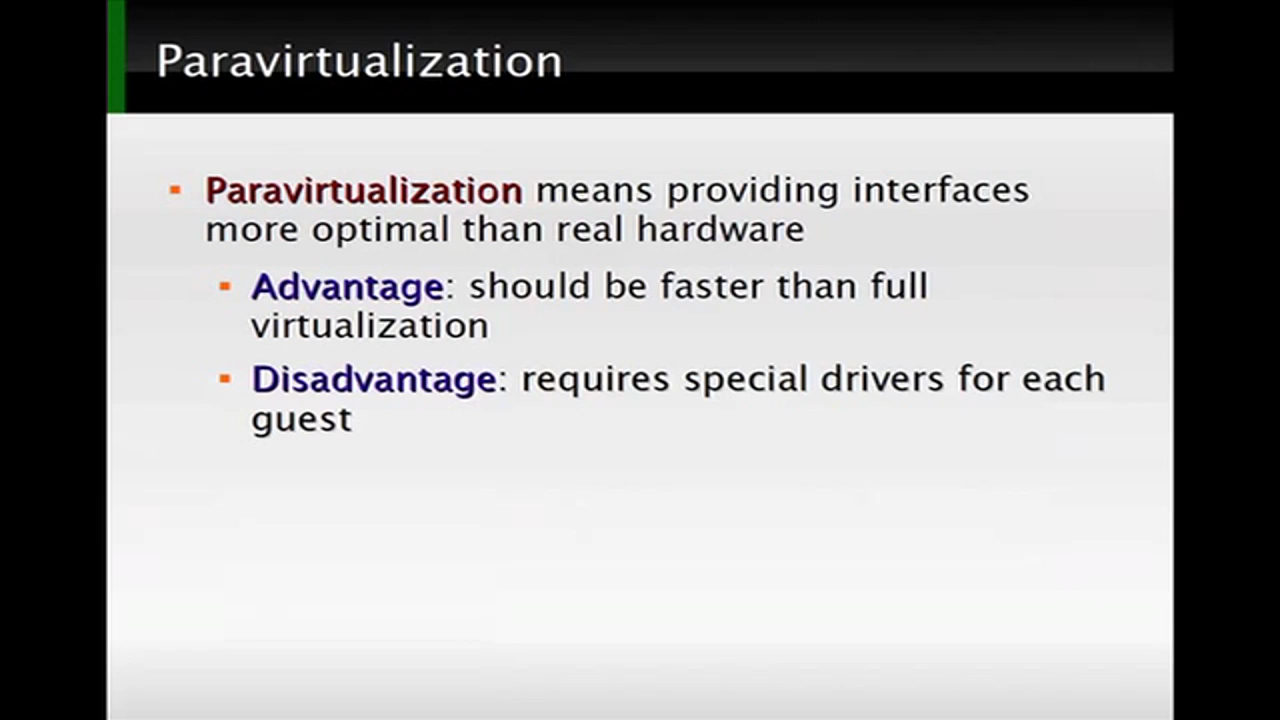 Paravirtualization
Paravirtualization means providing interfaces
more optimal than real hardware
Advantage: should be faster than full
virtualization
Disadvantage: requires special drivers for each
guest